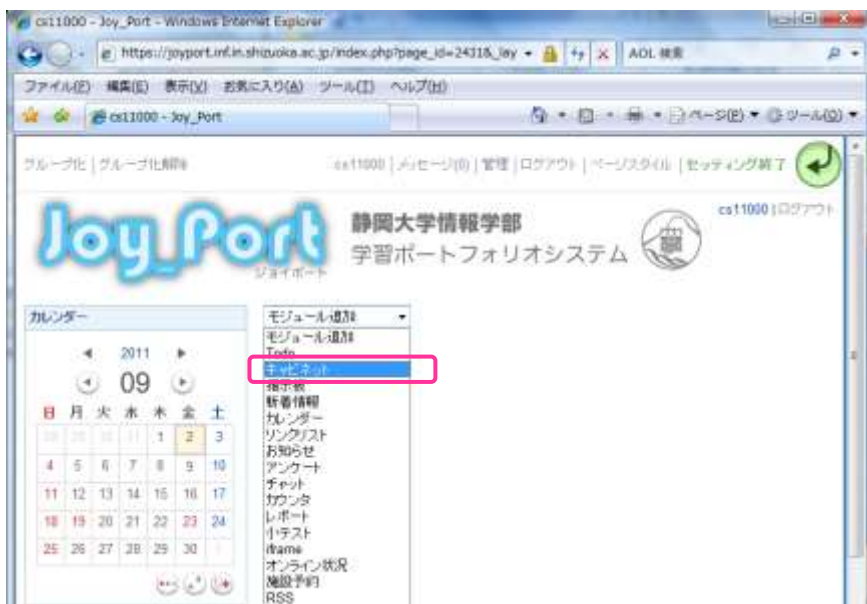 cs11000 - Joy_Port - Windows Internet Explorer
https://joyport.inf.in.shizuoka.ac.jp/index.php?page_id=2431&_lay
AOL 検索
ファイル(F) 編集(E) 表示(V) お気に入り(A) ツール(T) ヘルプ(H)
cs11000 - Joy_Port
ページ(P) ツール(O)
グループ化 | グループ化解除
cs11000 | メッセージ(0) | 管理 | ログアウト | ページスタイル | セッティング終了
cs11000 | ログアウト
Joy_Port
ジョイポート
静岡大学情報学部
学習ポートフォリオシステム
カレンダー
2011
09
日 月 火 水 木 金 土
1 2 3
4 5 6 7 8 9 10
11 12 13 14 15 16 17
18 19 20 21 22 23 24
25 26 27 28 29 30 1
モジュール追加
モジュール追加
Todo
キャビネット
掲示板
新着情報
カレンダー
リンクリスト
お知らせ
アンケート
チャット
カウンタ
レポート
小テスト
iframe
オンライン状況
施設予約
RSS